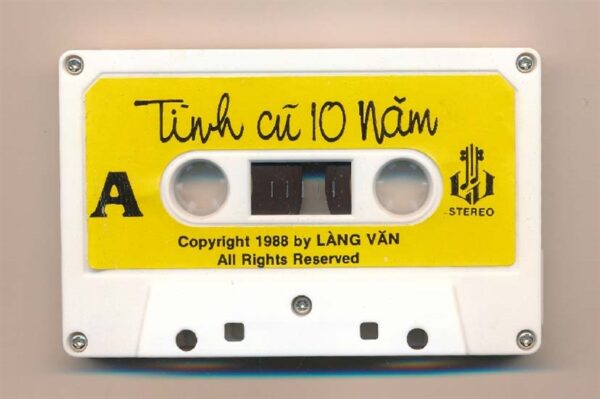 Tình cũ 10 Năm
A
STEREO
Copyright 1988 by LÀNG VĂN
All Rights Reserved